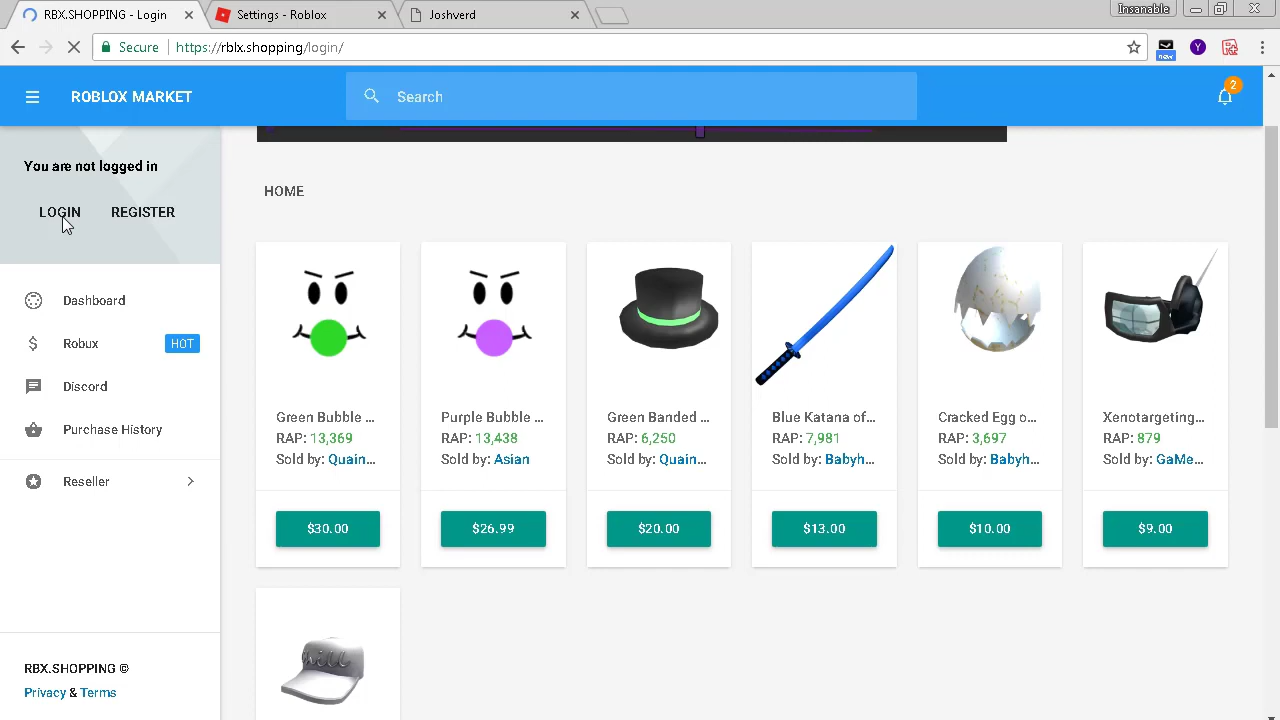 RBX.SHOPPING - Login
Settings - Roblox
Joshverd
Insanable
Secure
https://rblx.shopping/login/
new
Y
ROBLOX MARKET
Search
2
You are not logged in
LOGIN
REGISTER
Dashboard
Robux
HOT
Discord
Purchase History
Reseller
RBX.SHOPPING ©
Privacy & Terms
HOME
Green Bubble ...
RAP: 13,369
Sold by: Quain...
$30.00
Purple Bubble ...
RAP: 13,438
Sold by: Asian
$26.99
Green Banded ...
RAP: 6,250
Sold by: Quain...
$20.00
Blue Katana of...
RAP: 7,981
Sold by: Babyh...
$13.00
Cracked Egg o...
RAP: 3,697
Sold by: Babyh...
$10.00
Xenotargeting...
RAP: 879
Sold by: GaMe...
$9.00